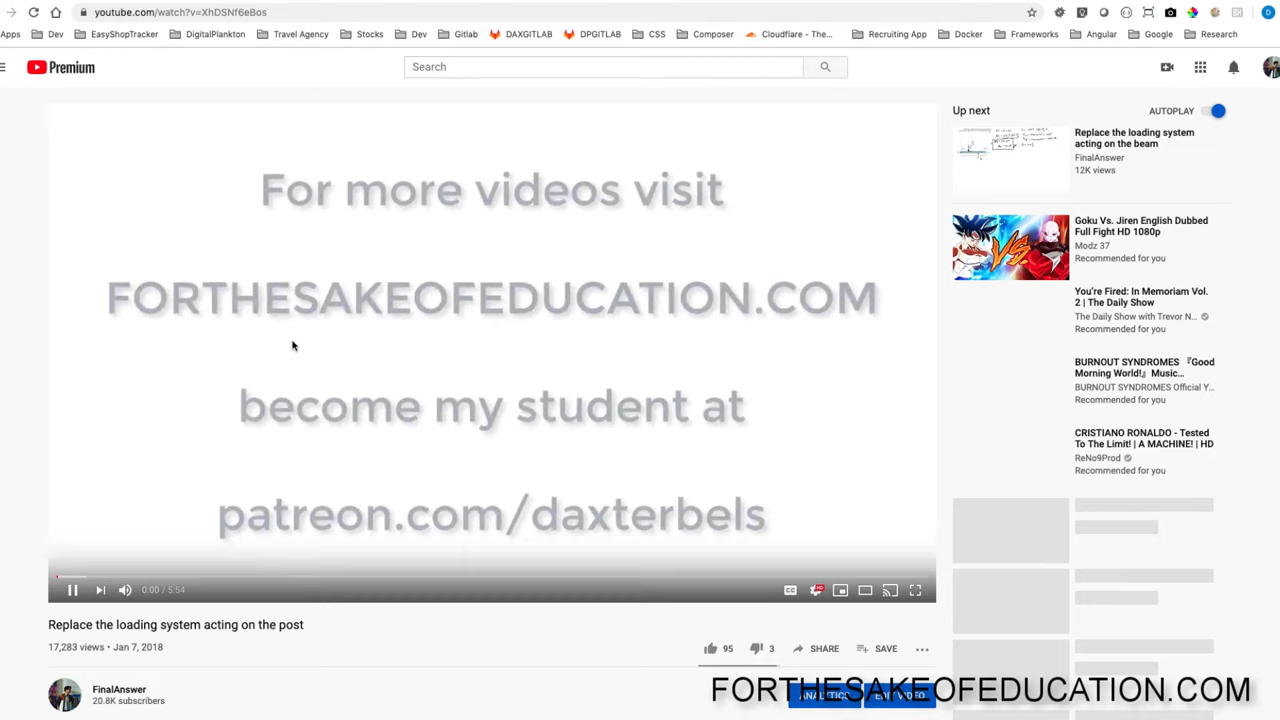 youtube.com/watch?v=XhDSNf6eBos
Apps Dev EasyShopTracker DigitalPlankton Travel Agency Stocks Dev Gitlab DAXGITLAB DPGITLAB CSS Composer Cloudflare - The... Recruiting App Docker Frameworks Angular Google Research
Premium
Search
For more videos visit
FORTHESAKEOFEDUCATION.COM
become my student at
patreon.com/daxterbels
0:00 / 5:54
Replace the loading system acting on the post
17,283 views • Jan 7, 2018
95 3 SHARE SAVE
FinalAnswer
20.8K subscribers
ANALYTICS EDIT VIDEO
Up next AUTOPLAY
Replace the loading system
acting on the beam
FinalAnswer
12K views
Goku Vs. Jiren English Dubbed
Full Fight HD 1080p
Modz 37
Recommended for you
You're Fired: In Memoriam Vol.
2 | The Daily Show
The Daily Show with Trevor N...
Recommended for you
BURNOUT SYNDROMES 『Good
Morning World!』 Music...
BURNOUT SYNDROMES Official Y...
Recommended for you
CRISTIANO RONALDO - Tested
To The Limit! | A MACHINE! | HD
ReNo9Prod
Recommended for you
FORTHESAKEOFEDUCATION.COM